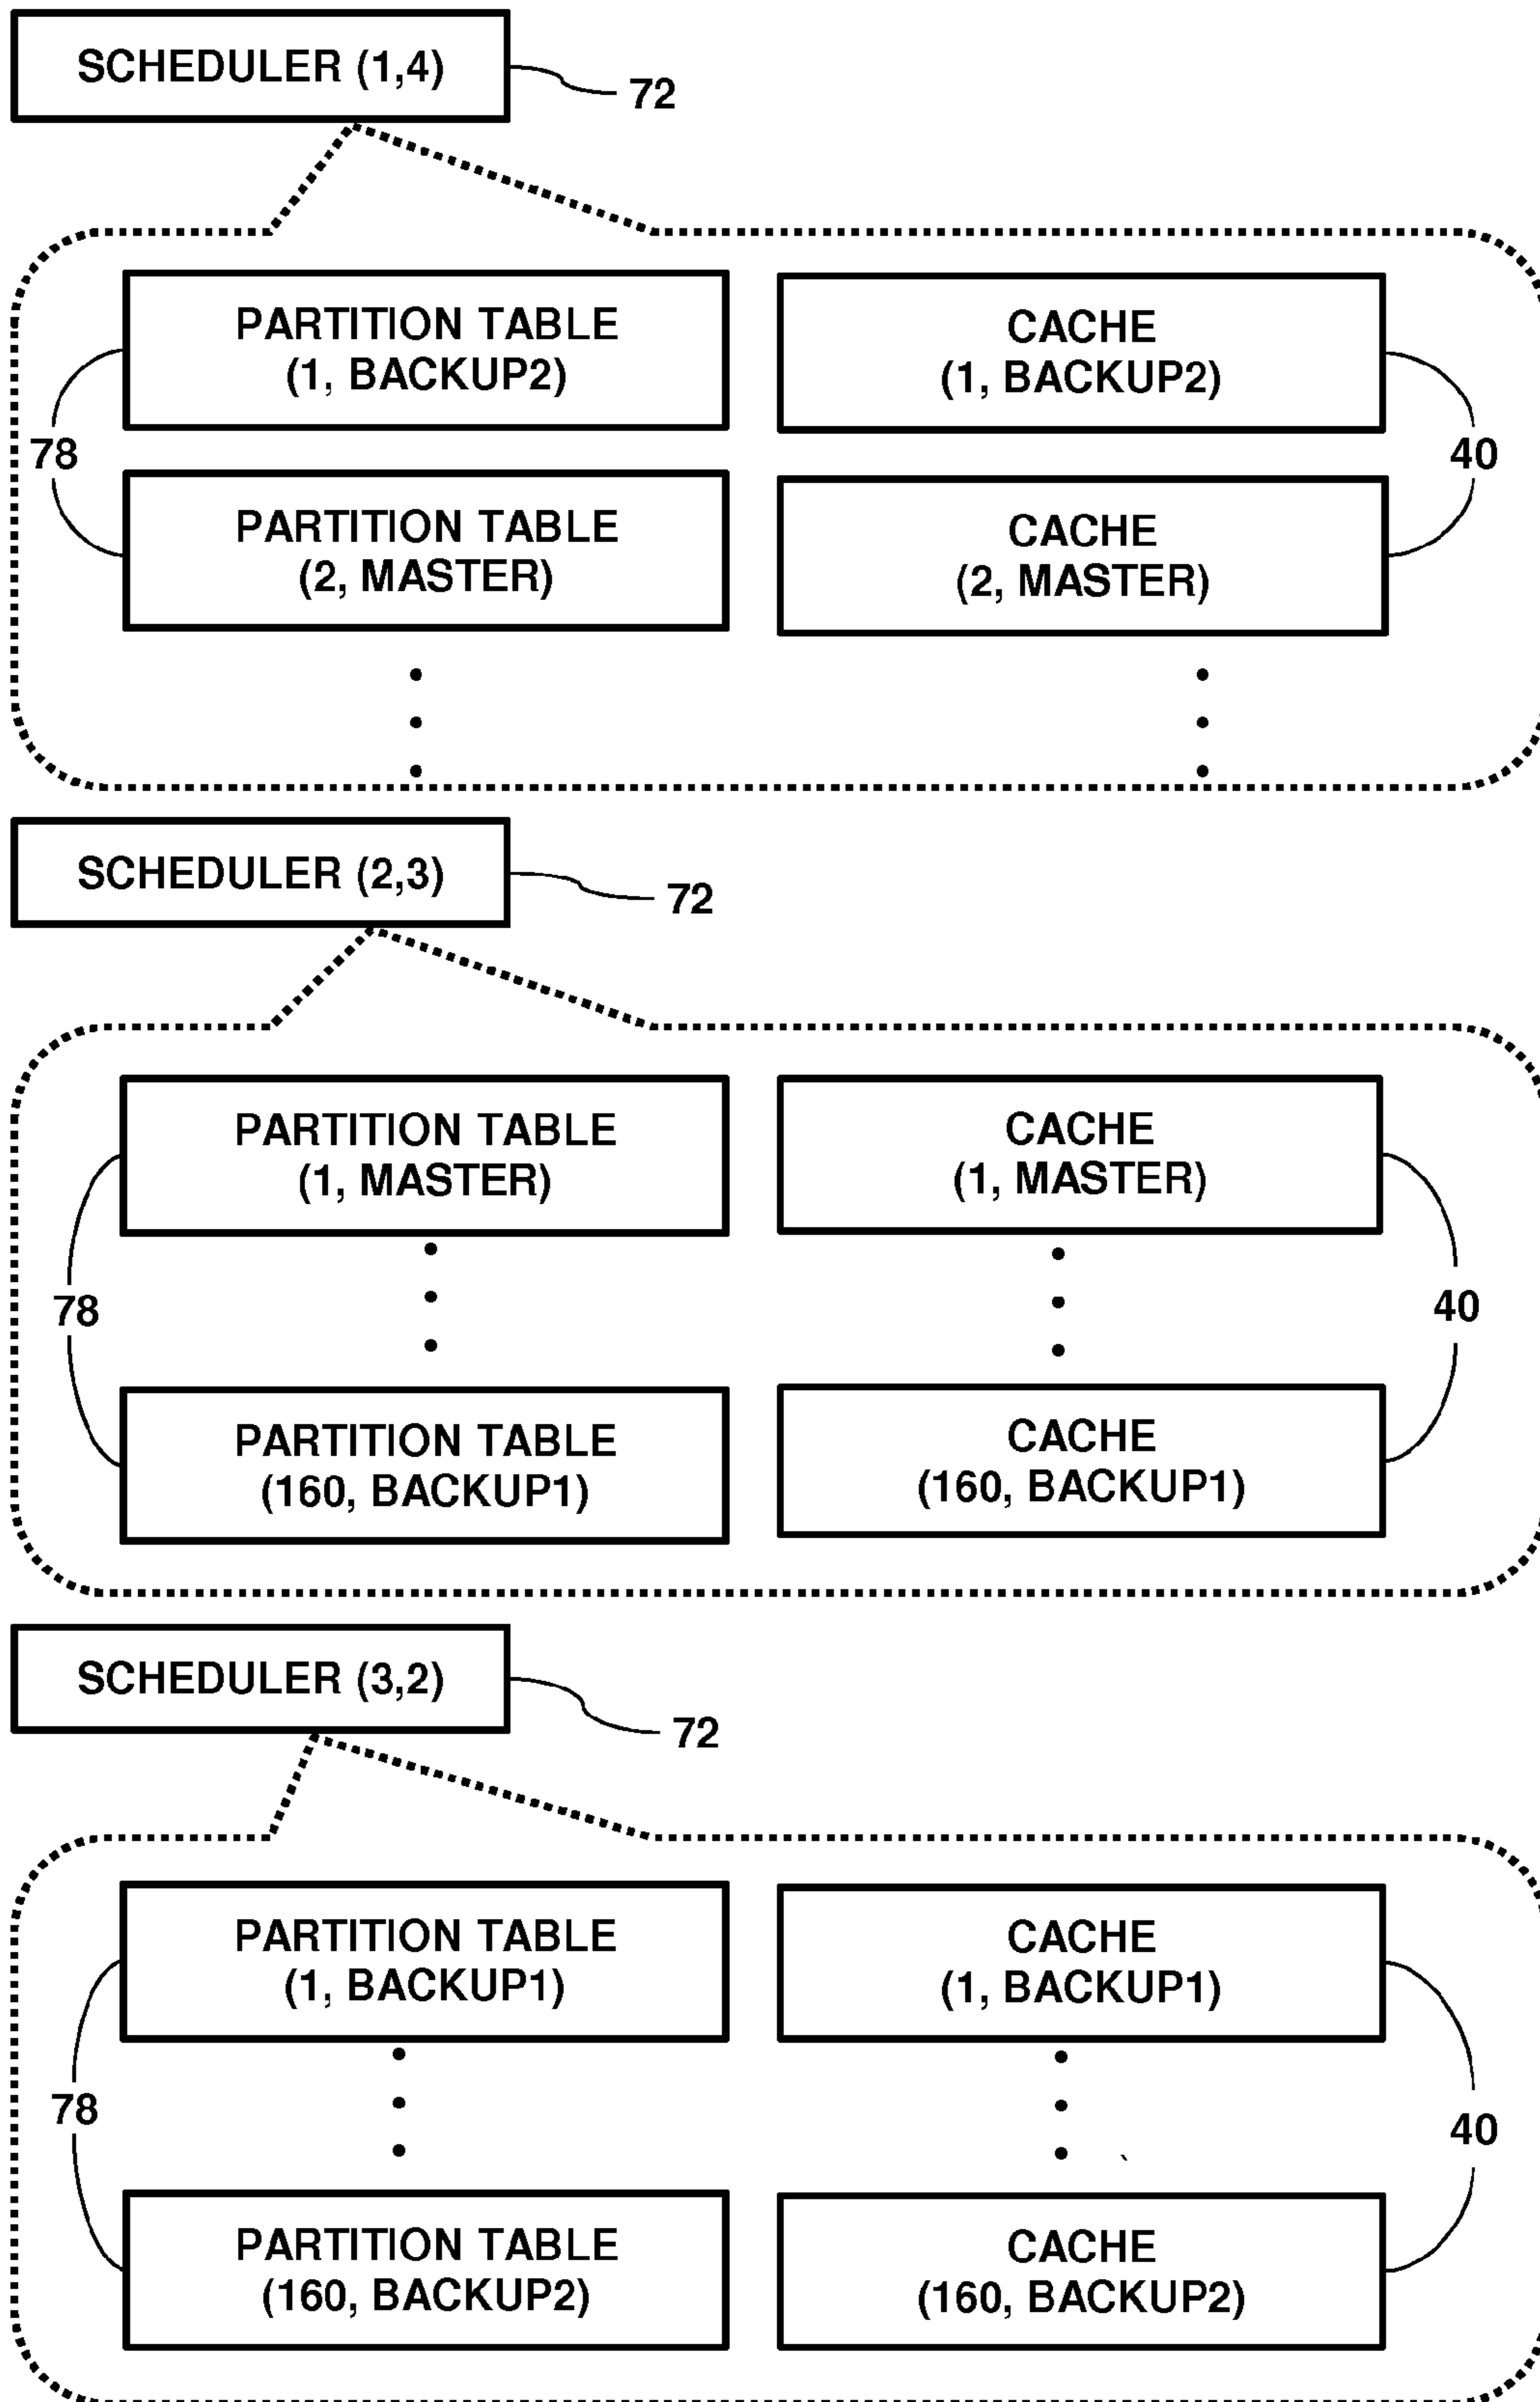 SCHEDULER (1,4)
72
PARTITION TABLE
(1, BACKUP2)
CACHE
(1, BACKUP2)
78
40
PARTITION TABLE
(2, MASTER)
CACHE
(2, MASTER)
SCHEDULER (2,3)
72
PARTITION TABLE
(1, MASTER)
CACHE
(1, MASTER)
78
40
PARTITION TABLE
(160, BACKUP1)
CACHE
(160, BACKUP1)
SCHEDULER (3,2)
72
PARTITION TABLE
(1, BACKUP1)
CACHE
(1, BACKUP1)
78
40
PARTITION TABLE
(160, BACKUP2)
CACHE
(160, BACKUP2)